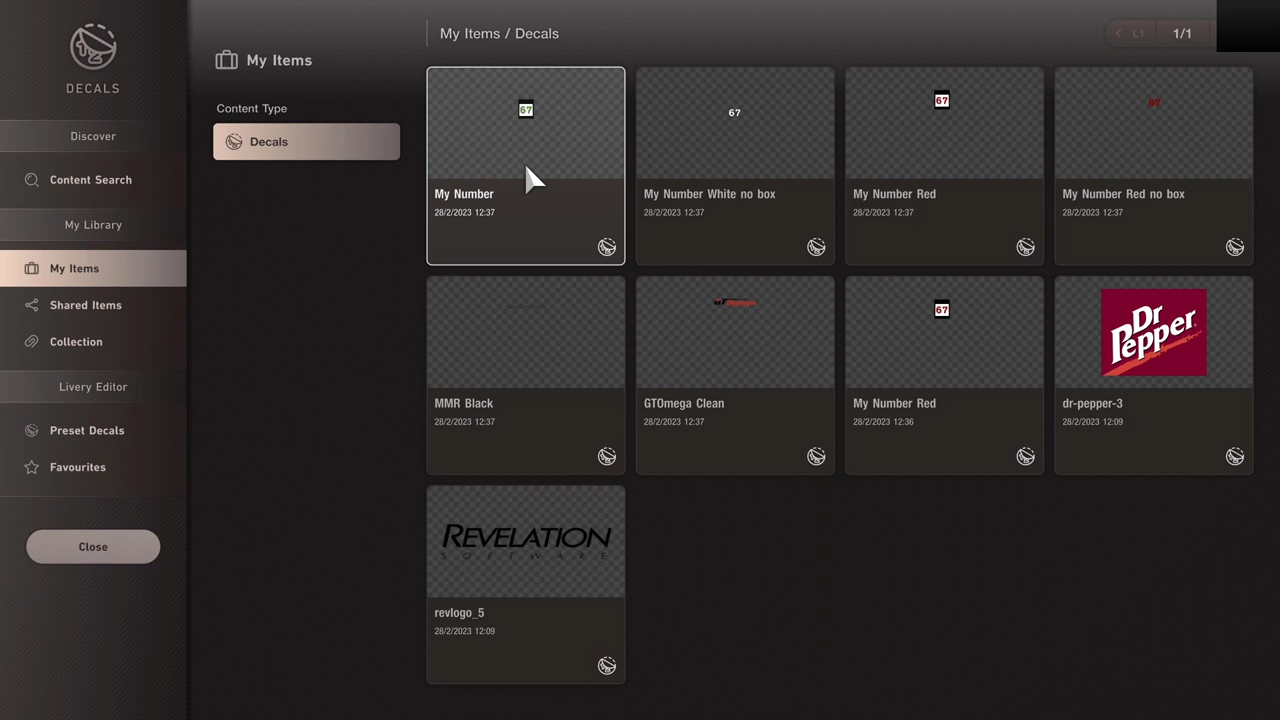 DECALS
Discover
Content Search
My Library
My Items
Shared Items
Collection
Livery Editor
Preset Decals
Favourites
Close
My Items
Content Type
Decals
My Items / Decals
L1
1/1
67
My Number
28/2/2023 12:37
67
My Number White no box
28/2/2023 12:37
67
My Number Red
28/2/2023 12:37
67
My Number Red no box
28/2/2023 12:37
MMR Black
28/2/2023 12:37
GTOmega Clean
28/2/2023 12:37
67
My Number Red
28/2/2023 12:36
Dr
Pepper
dr-pepper-3
28/2/2023 12:09
REVELATION
SOFTWARE
revlogo_5
28/2/2023 12:09